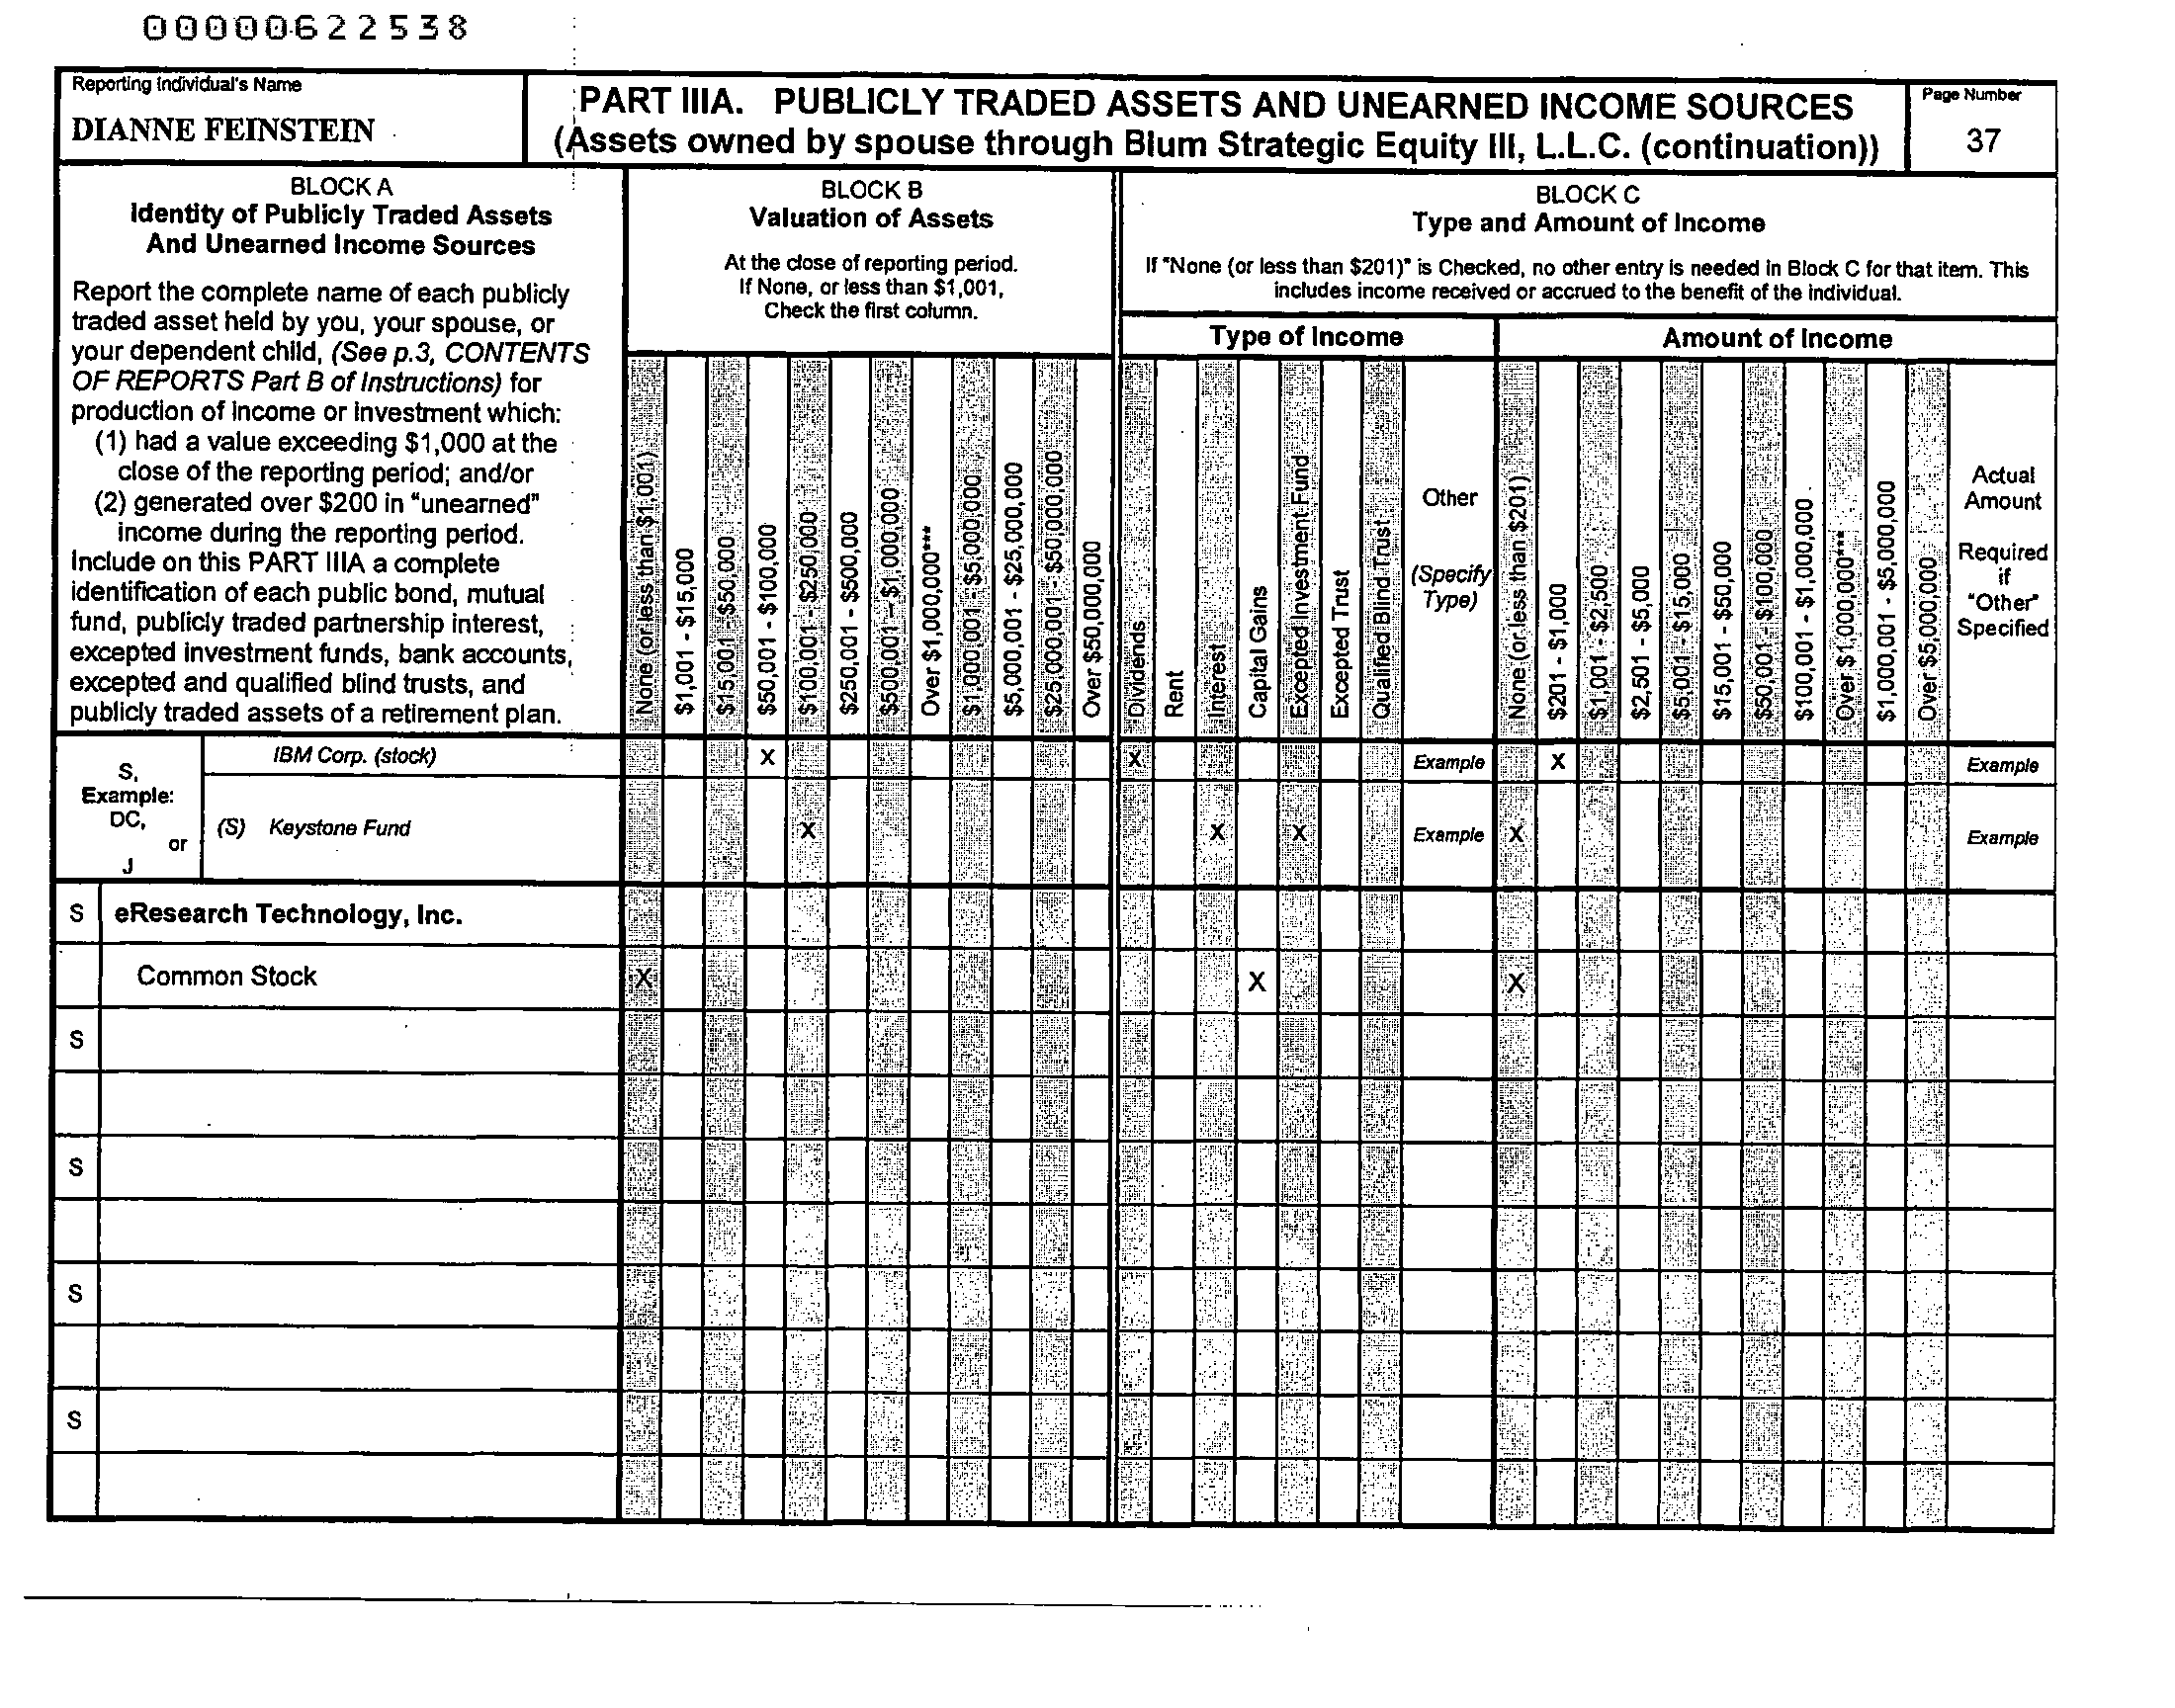 00000622538
Reporting Individual's Name
DIANNE FEINSTEIN
PART IIIA. PUBLICLY TRADED ASSETS AND UNEARNED INCOME SOURCES
(Assets owned by spouse through Blum Strategic Equity III, L.L.C. (continuation))
Page Number
37
BLOCK A
Identity of Publicly Traded Assets
And Unearned Income Sources
Report the complete name of each publicly
traded asset held by you, your spouse, or
your dependent child, (See p.3, CONTENTS
OF REPORTS Part B of Instructions) for
production of income or investment which:
(1) had a value exceeding $1,000 at the
close of the reporting period; and/or
(2) generated over $200 in "unearned"
income during the reporting period.
Include on this PART IIIA a complete
identification of each public bond, mutual
fund, publicly traded partnership interest,
excepted investment funds, bank accounts,
excepted and qualified blind trusts, and
publicly traded assets of a retirement plan.
BLOCK B
Valuation of Assets
At the close of reporting period.
If None, or less than $1,001,
Check the first column.
None (or less than $1,001)
$1,001 - $15,000
$15,001 - $50,000
$50,001 - $100,000
$100,001 - $250,000
$250,001 - $500,000
$500,001 - $1,000,000
Over $1,000,000***
$1,000,001 - $5,000,000
$5,000,001 - $25,000,000
$25,000,001 - $50,000,000
Over $50,000,000
BLOCK C
Type and Amount of Income
If "None (or less than $201)" is Checked, no other entry is needed in Block C for that item. This
includes income received or accrued to the benefit of the individual.
Type of Income
Dividends
Rent
Interest
Capital Gains
Excepted Investment Fund
Excepted Trust
Qualified Blind Trust
Other
(Specify
Type)
Amount of Income
None (or less than $201)
$201 - $1,000
$1,001 - $2,500
$2,501 - $5,000
$5,001 - $15,000
$15,001 - $50,000
$50,001 - $100,000
$100,001 - $1,000,000
Over $1,000,000***
$1,000,001 - $5,000,000
Over $5,000,000
Actual
Amount
Required
if
"Other"
Specified
S,
Example:
DC,
or
J
IBM Corp. (stock) X X Example X Example
(S) Keystone Fund X X X Example X Example
S eResearch Technology, Inc.
Common Stock X X X
S
S
S
S